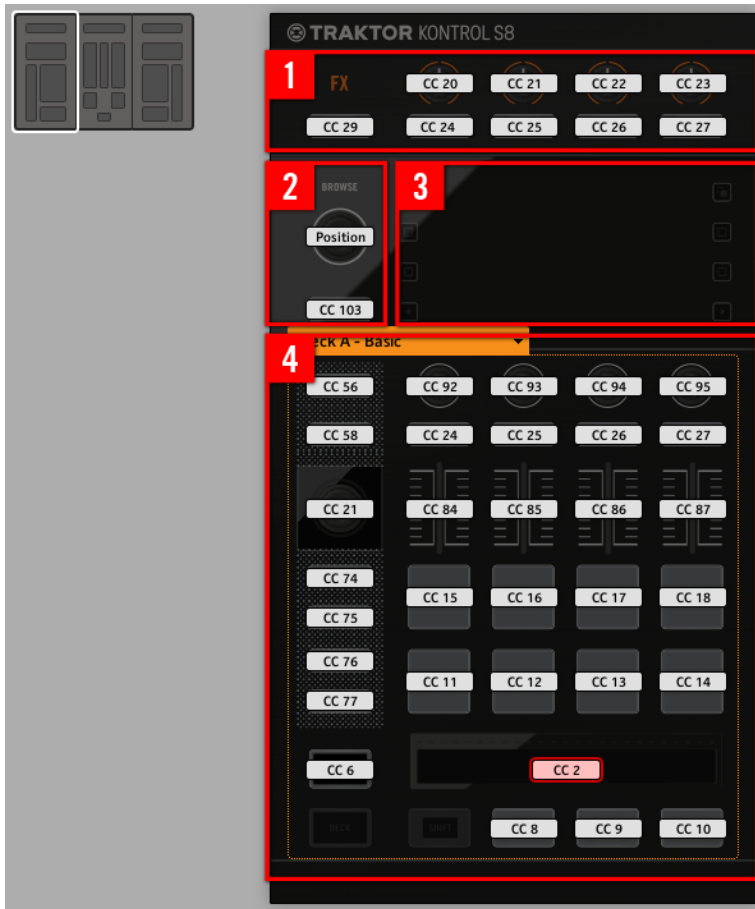 TRAKTOR KONTROL S8
1
FX
CC 20 CC 21 CC 22 CC 23
CC 29 CC 24 CC 25 CC 26 CC 27
2 3
BROWSE
Position
CC 103
4 eck A - Basic
CC 56 CC 92 CC 93 CC 94 CC 95
CC 58 CC 24 CC 25 CC 26 CC 27
CC 21 CC 84 CC 85 CC 86 CC 87
CC 74
CC 15 CC 16 CC 17 CC 18
CC 75
CC 76
CC 11 CC 12 CC 13 CC 14
CC 77
CC 6 CC 2
DECK SHIFT CC 8 CC 9 CC 10